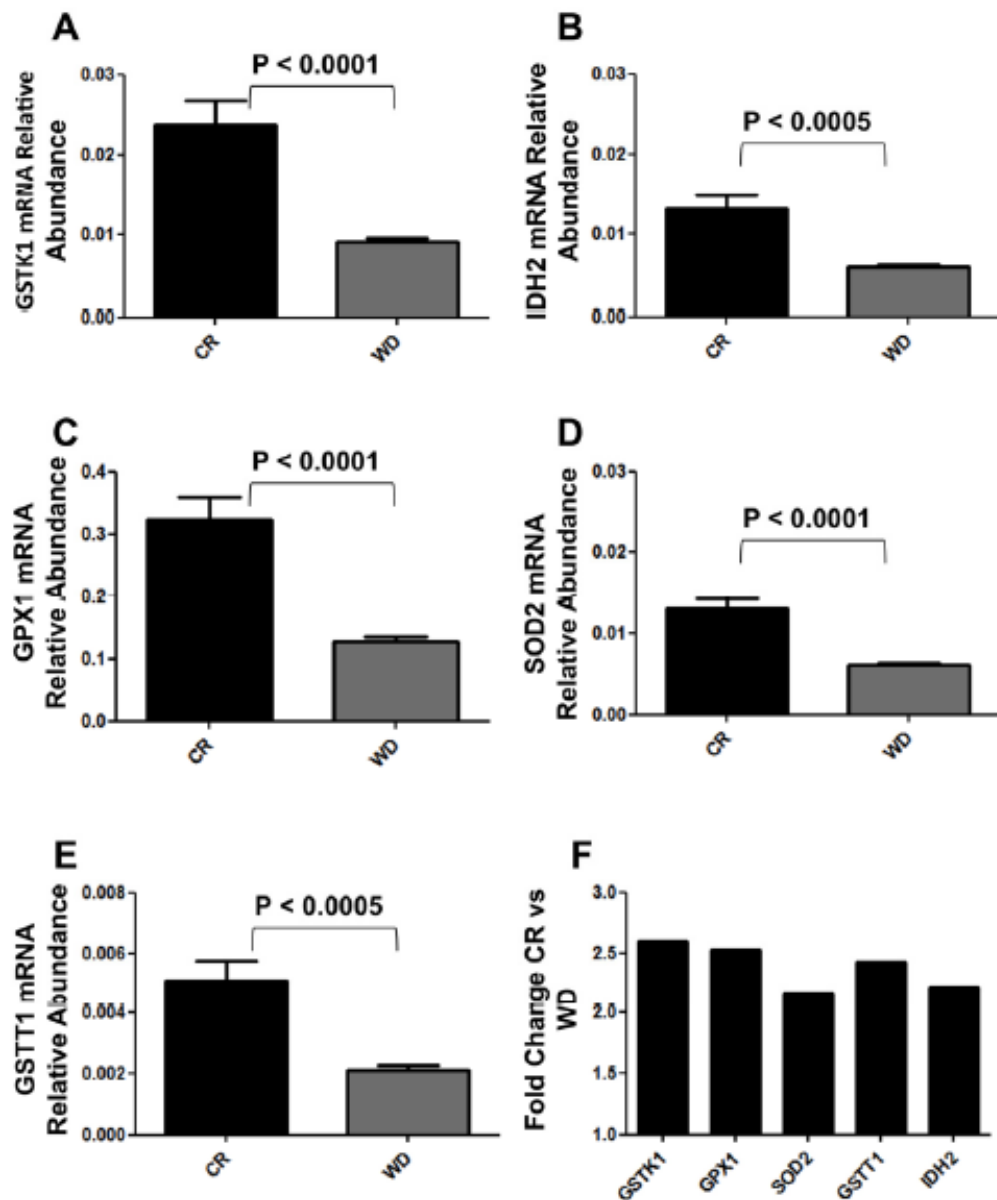 A
GSTK1 mRNA Relative
Abundance
P < 0.0001
0.03
0.02
0.01
0.00
CR
WD
B
IDH2 mRNA Relative
Abundance
P < 0.0005
0.03
0.02
0.01
0.00
CR
WD
C
GPX1 mRNA
Relative Abundance
P < 0.0001
0.4
0.3
0.2
0.1
0.0
CR
WD
D
SOD2 mRNA
Relative Abundance
P < 0.0001
0.03
0.02
0.01
0.00
CR
WD
E
GSTT1 mRNA
Relative Abundance
P < 0.0005
0.008
0.006
0.004
0.002
0.000
CR
WD
F
Fold Change CR vs
WD
3.0
2.5
2.0
1.5
1.0
GSTK1
GPX1
SOD2
GSTT1
IDH2